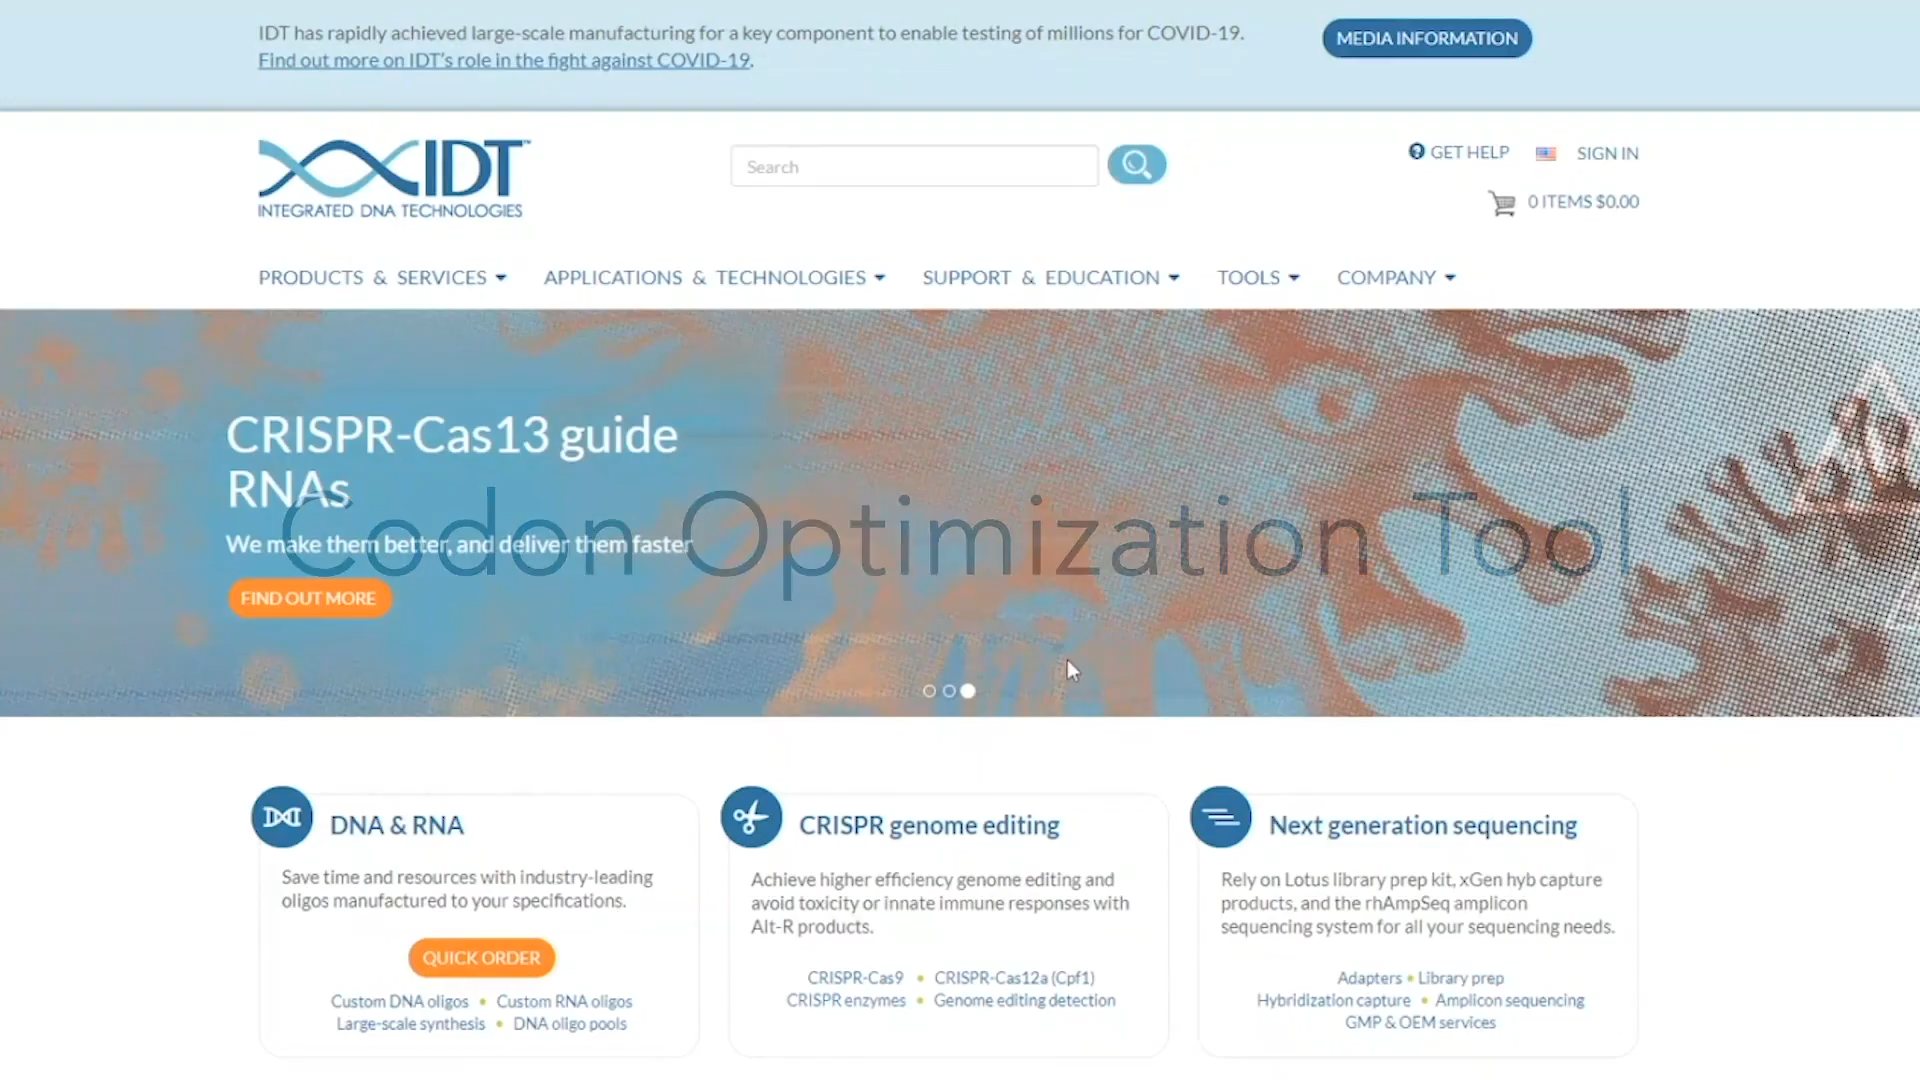 IDT has rapidly achieved large-scale manufacturing for a key component to enable testing of millions for COVID-19.
Find out more on IDT's role in the fight against COVID-19.
MEDIA INFORMATION
IDT™
INTEGRATED DNA TECHNOLOGIES
Search
GET HELP
SIGN IN
0 ITEMS $0.00
PRODUCTS & SERVICES
APPLICATIONS & TECHNOLOGIES
SUPPORT & EDUCATION
TOOLS
COMPANY
CRISPR-Cas13 guide
RNAs
Codon Optimization Tool
We make them better, and deliver them faster
FIND OUT MORE
DNA & RNA
Save time and resources with industry-leading
oligos manufactured to your specifications.
QUICK ORDER
Custom DNA oligos • Custom RNA oligos
Large-scale synthesis • DNA oligo pools
CRISPR genome editing
Achieve higher efficiency genome editing and
avoid toxicity or innate immune responses with
Alt-R products.
CRISPR-Cas9 • CRISPR-Cas12a (Cpf1)
CRISPR enzymes • Genome editing detection
Next generation sequencing
Rely on Lotus library prep kit, xGen hyb capture
products, and the rhAmpSeq amplicon
sequencing system for all your sequencing needs.
Adapters • Library prep
Hybridization capture • Amplicon sequencing
GMP & OEM services